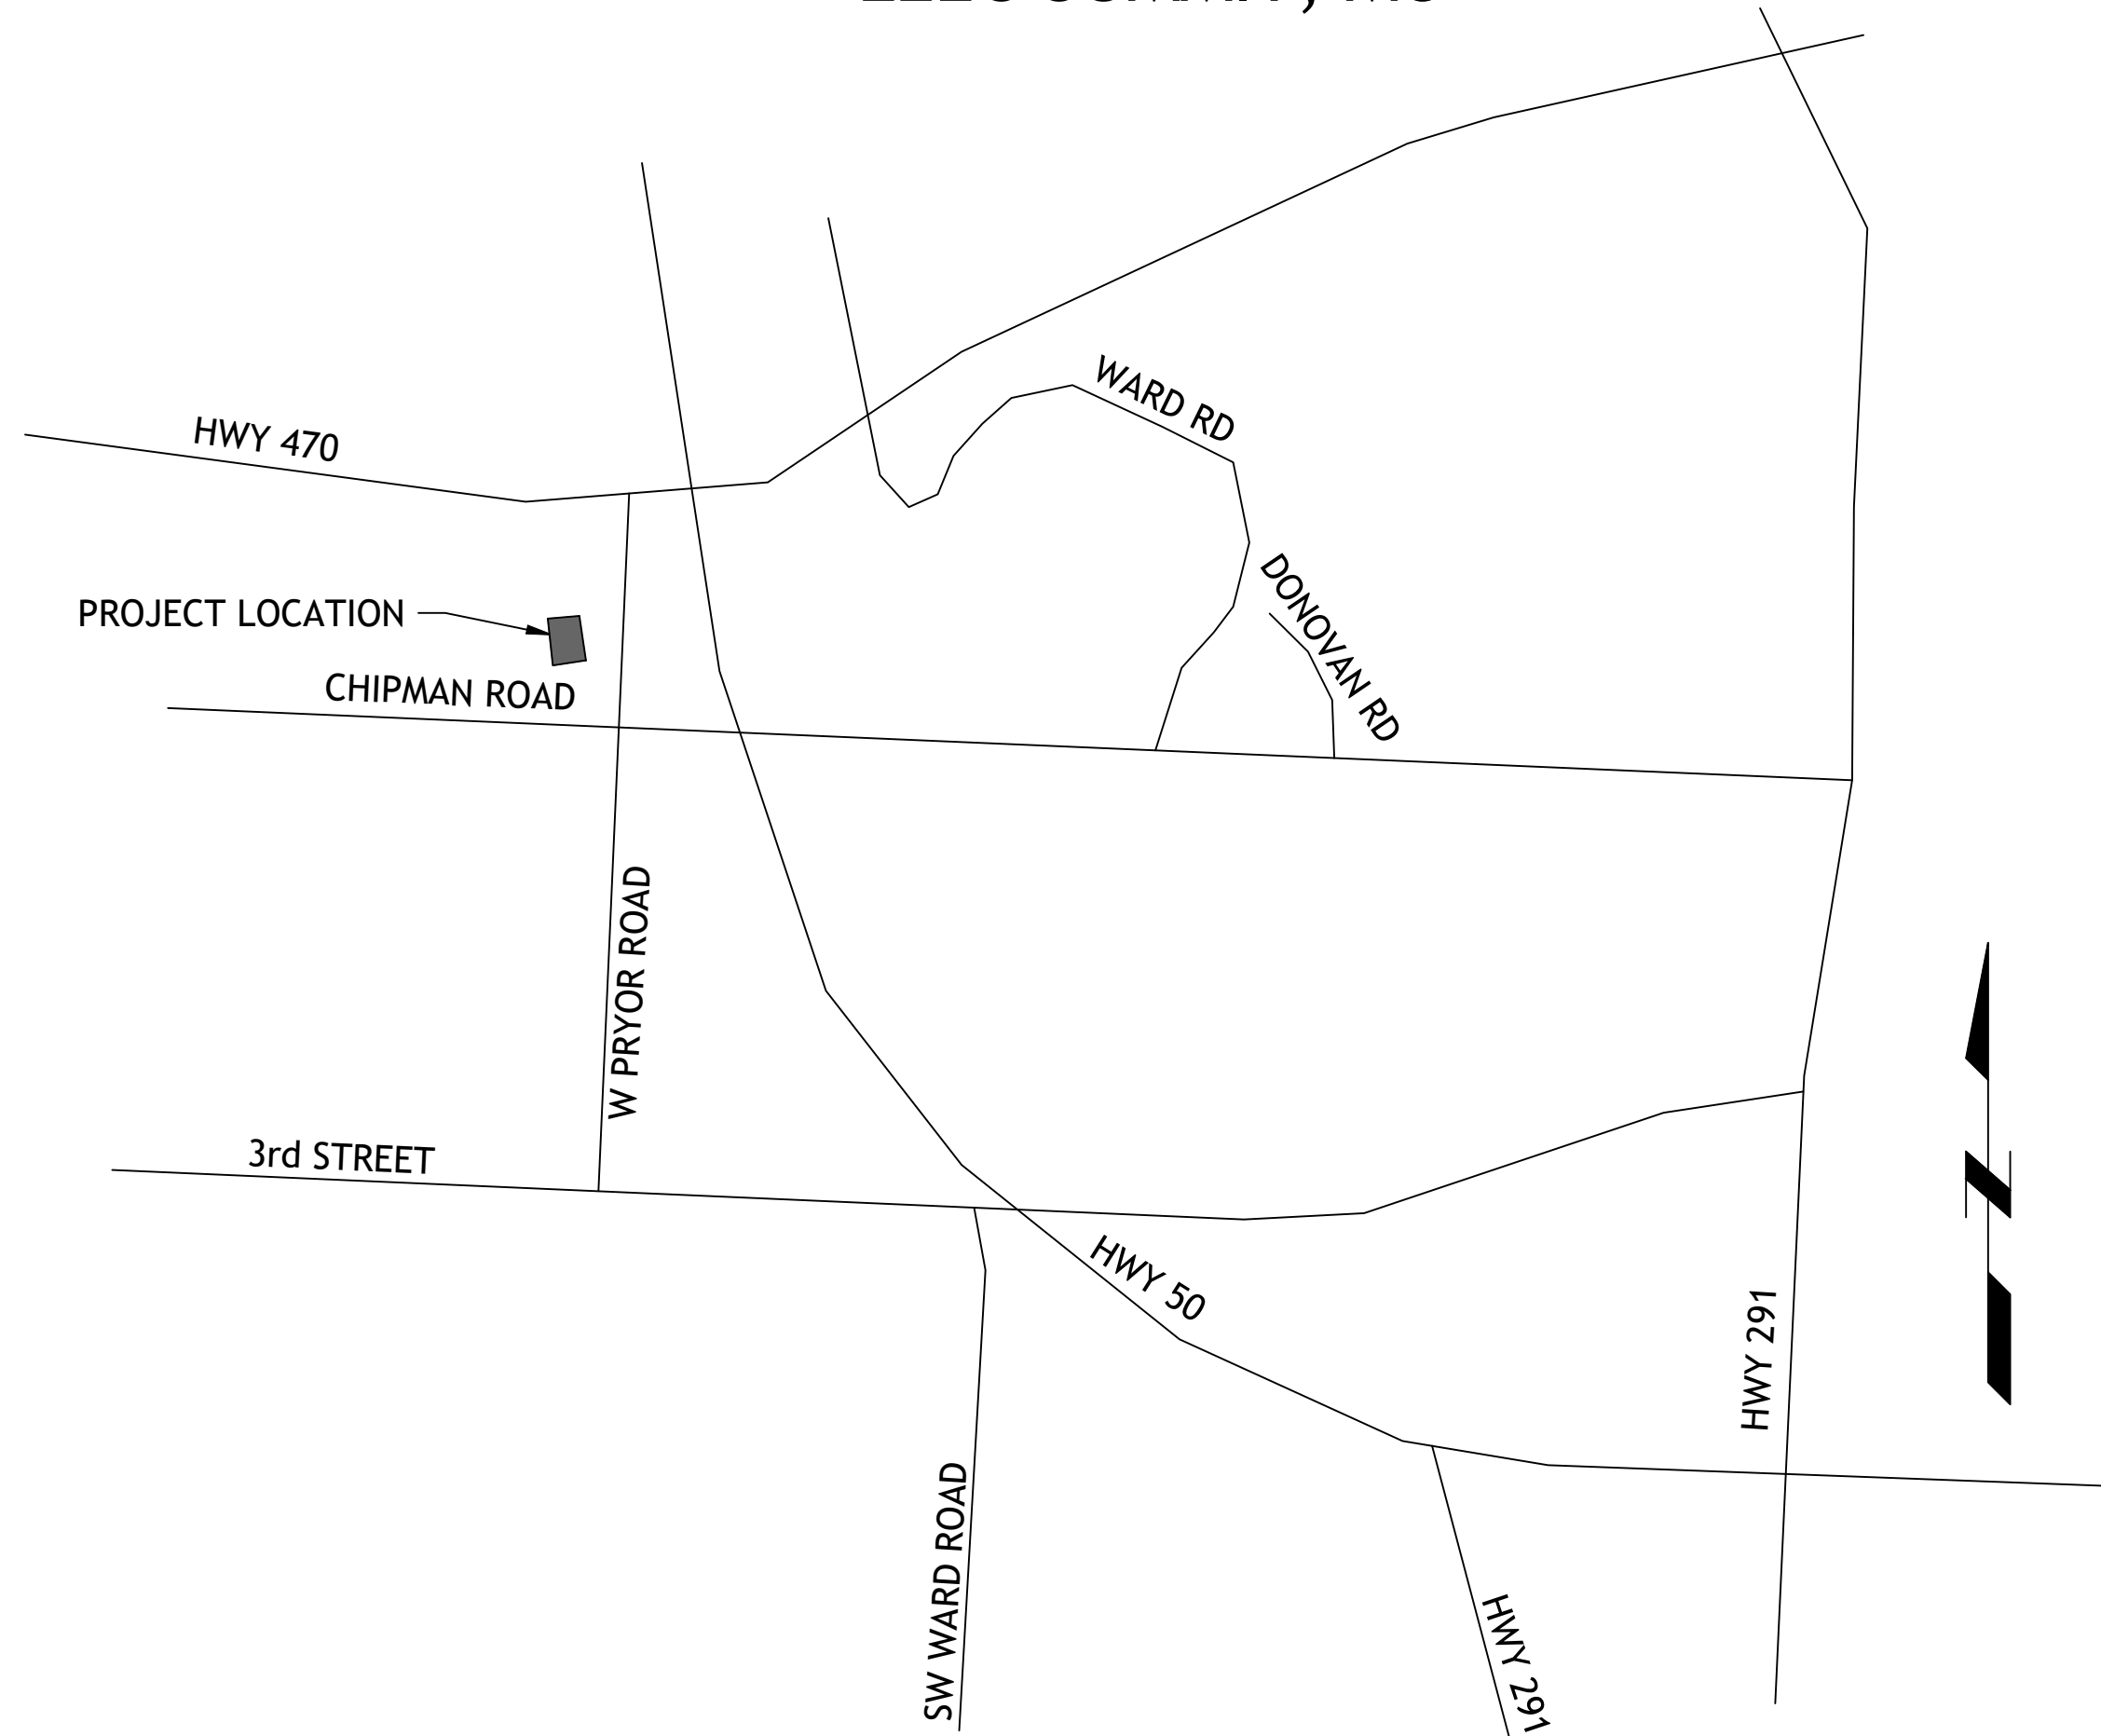 HWY 470
WARD RD
DONOVAN RD
PROJECT LOCATION
CHIPMAN ROAD
W PRYOR ROAD
3rd STREET
HWY 50
HWY 291
SW WARD ROAD
HWY 291
N